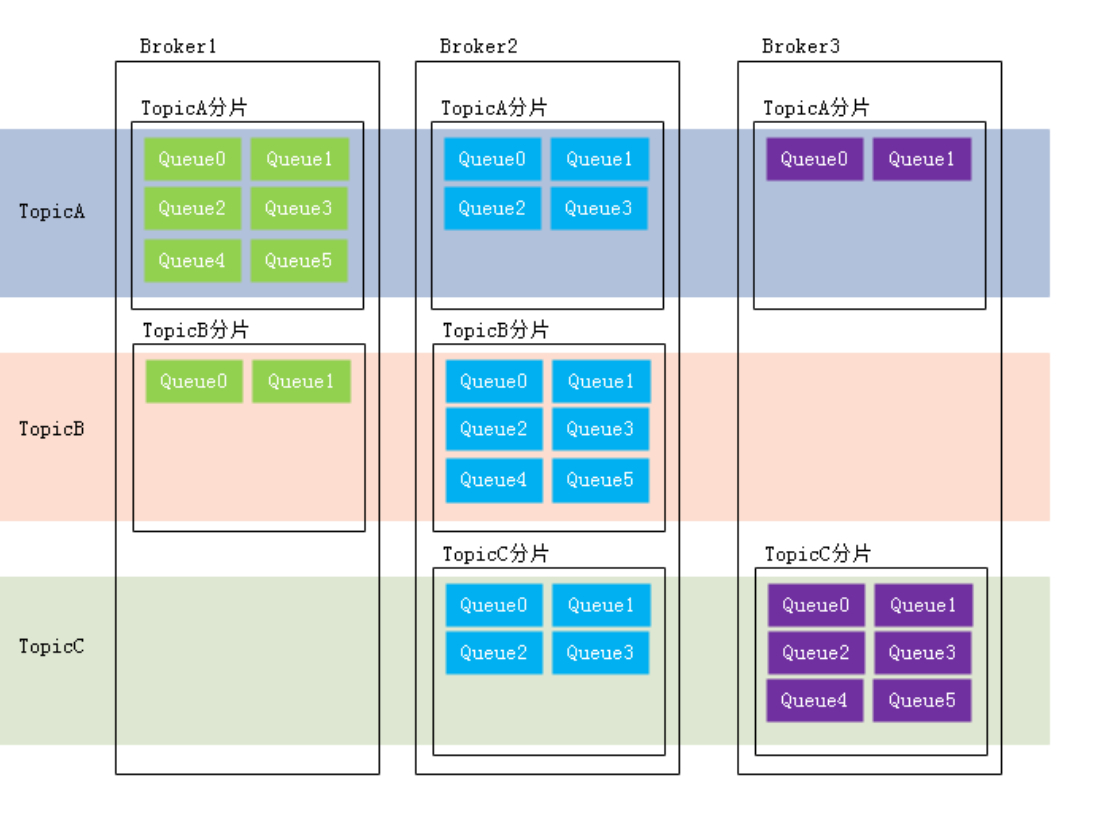 Broker1 Broker2 Broker3
TopicA分片 TopicA分片 TopicA分片
Queue0 Queue1 Queue0 Queue1 Queue0 Queue1
TopicA Queue2 Queue3 Queue2 Queue3
Queue4 Queue5
TopicB分片 TopicB分片
Queue0 Queue1 Queue0 Queue1
TopicB Queue2 Queue3
Queue4 Queue5
TopicC分片 TopicC分片
Queue0 Queue1 Queue0 Queue1
TopicC Queue2 Queue3 Queue2 Queue3
Queue4 Queue5